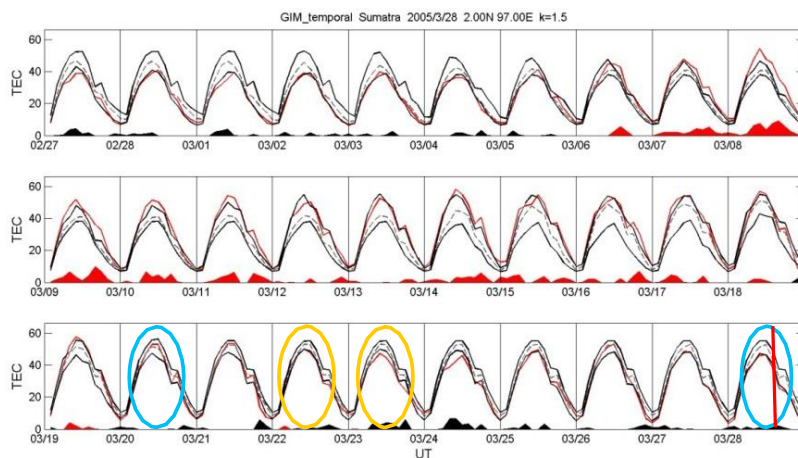 GIM_temporal Sumatra 2005/3/28 2.00N 97.00E k=1.5
TEC
60
40
20
0
02/27 02/28 03/01 03/02 03/03 03/04 03/05 03/06 03/07 03/08
TEC
60
40
20
0
03/09 03/10 03/11 03/12 03/13 03/14 03/15 03/16 03/17 03/18
TEC
60
40
20
0
03/19 03/20 03/21 03/22 03/23 03/24 03/25 03/26 03/27 03/28
UT